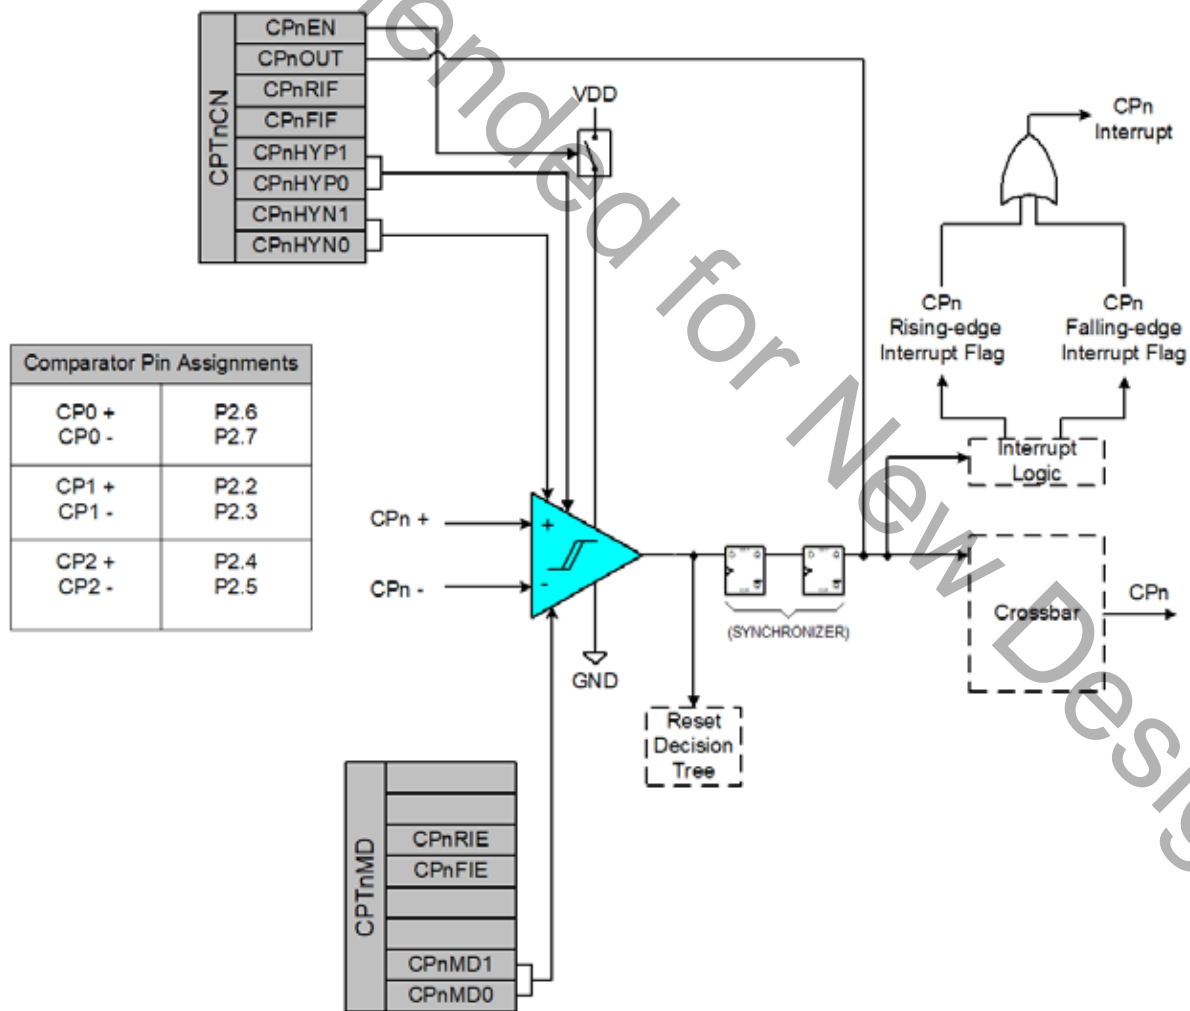 CPTnCN
CPnEN
CPnOUT
CPnRIF
CPnFIF
CPnHYP1
CPnHYP0
CPnHYN1
CPnHYN0
VDD
CPn
Interrupt
CPn
Rising-edge
Interrupt Flag
CPn
Falling-edge
Interrupt Flag
Interrupt
Logic
Comparator Pin Assignments
CP0 + P2.6
CP0 - P2.7
CP1 + P2.2
CP1 - P2.3
CP2 + P2.4
CP2 - P2.5
CPn +
CPn -
+
-
(SYNCHRONIZER)
GND
Reset
Decision
Tree
Crossbar
CPn
CPTnMD
CPnRIE
CPnFIE
CPnMD1
CPnMD0
ended for New Desig